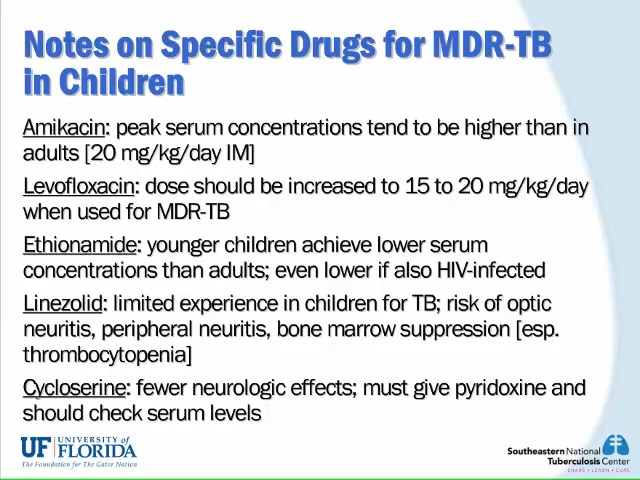 Notes on Specific Drugs for MDR-TB
in Children
Amikacin: peak serum concentrations tend to be higher than in
adults [20 mg/kg/day IM]
Levofloxacin: dose should be increased to 15 to 20 mg/kg/day
when used for MDR-TB
Ethionamide: younger children achieve lower serum
concentrations than adults; even lower if also HIV-infected
Linezolid: limited experience in children for TB; risk of optic
neuritis, peripheral neuritis, bone marrow suppression [esp.
thrombocytopenia]
Cycloserine: fewer neurologic effects; must give pyridoxine and
should check serum levels
UF UNIVERSITY of
FLORIDA
The Foundation for The Gator Nation
Southeastern National
Tuberculosis Center
SHARE • LEARN • CURE